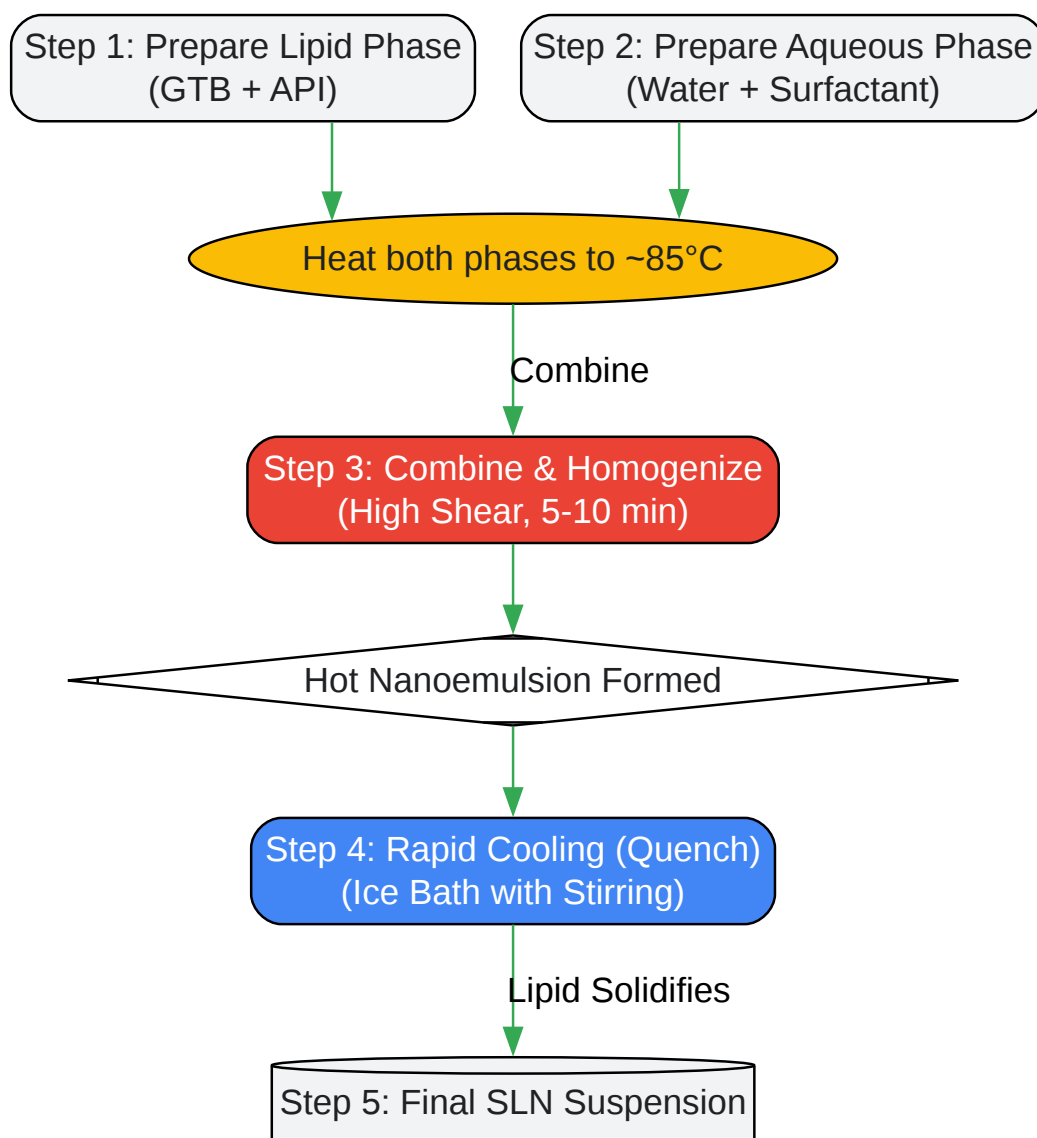 Step 1: Prepare Lipid Phase
(GTB + API)
Step 2: Prepare Aqueous Phase
(Water + Surfactant)
Heat both phases to ~85°C
Combine
Step 3: Combine & Homogenize
(High Shear, 5-10 min)
Hot Nanoemulsion Formed
Step 4: Rapid Cooling (Quench)
(Ice Bath with Stirring)
Lipid Solidifies
Step 5: Final SLN Suspension